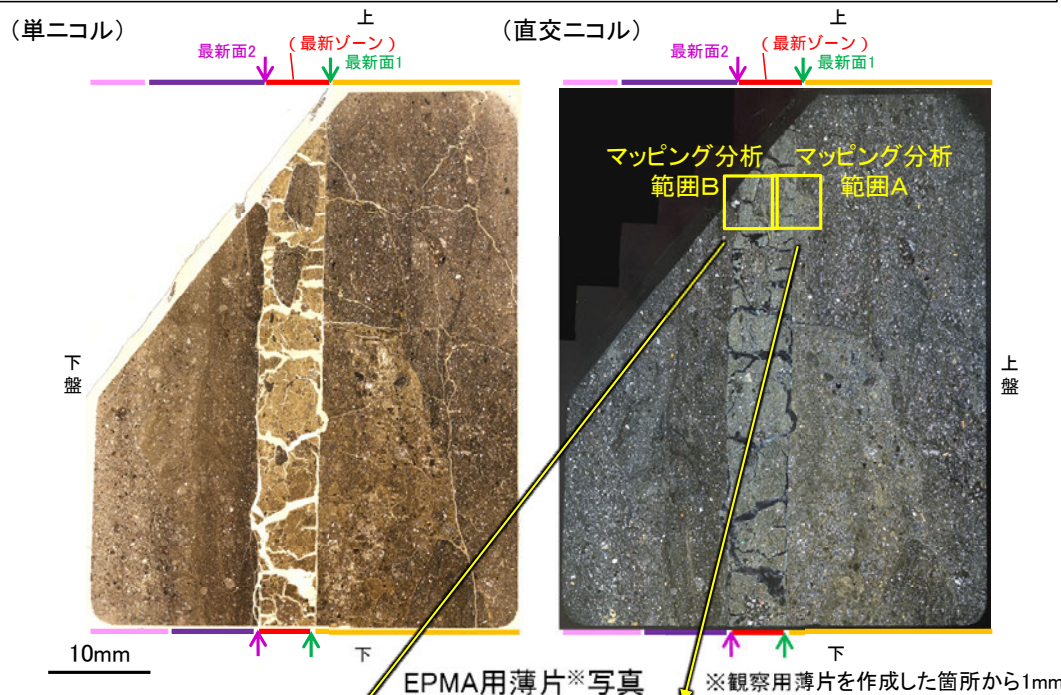 上
上
（単ニコル）
（直交ニコル）
最新面2
（最新ゾーン）
最新面1
最新面2
（最新ゾーン）
最新面1
マッピング分析
範囲B
マッピング分析
範囲A
下盤
上盤
下
下
10mm
EPMA用薄片※写真
※観察用薄片を作成した箇所から1mm